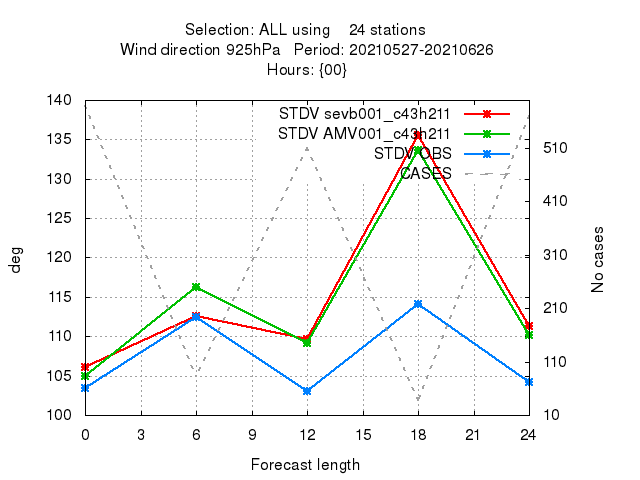 Selection: ALL using    24 stations
Wind direction 925hPa   Period: 20210527-20210626
Hours: {00}
STDV sevb001_c43h211
STDV AMV001_c43h211
STDV OBS
CASES
140
135
130
125
120
115
110
105
100
deg
510
410
310
210
110
10
No cases
0 3 6 9 12 15 18 21 24
Forecast length